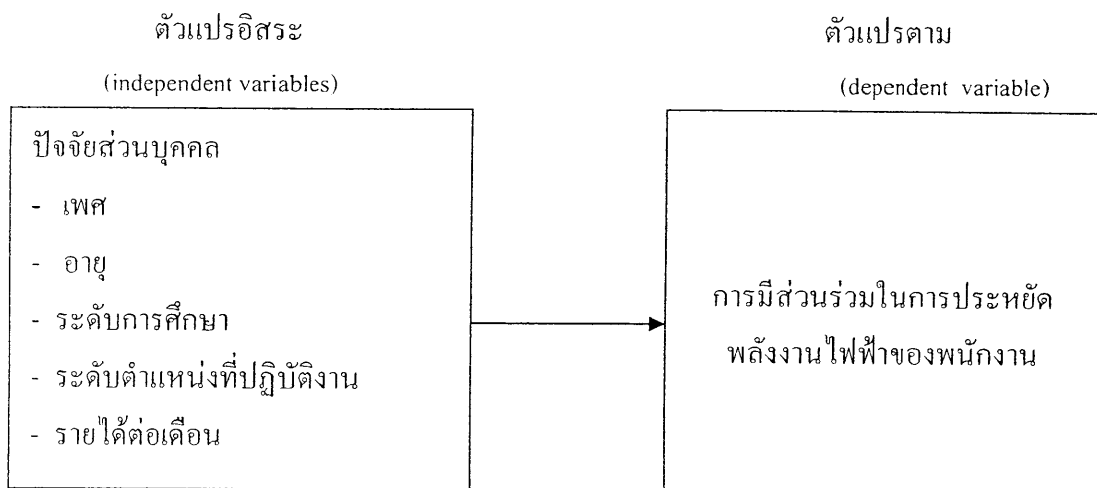 ตัวแปรอิสระ
(independent variables)
ปัจจัยส่วนบุคคล
- เพศ
- อายุ
- ระดับการศึกษา
- ระดับตำแหน่งที่ปฏิบัติงาน
- รายได้ต่อเดือน
ตัวแปรตาม
(dependent variable)
การมีส่วนร่วมในการประหยัด
พลังงานไฟฟ้าของพนักงาน